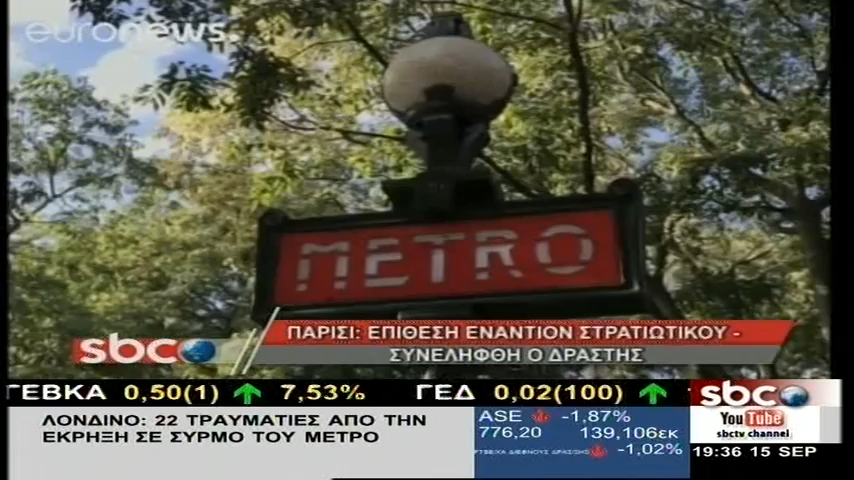 euronews
METRO
ΠΑΡΙΣΙ: ΕΠΙΘΕΣΗ ΕΝΑΝΤΙΟΝ ΣΤΡΑΤΙΩΤΙΚΟΥ -
ΣΥΝΕΛΗΦΘΗ Ο ΔΡΑΣΤΗΣ
sbc
ΓΕΒΚΑ 0,50(1) 7,53% ΓΕΔ 0,02(100)
sbc
ΛΟΝΔΙΝΟ: 22 ΤΡΑΥΜΑΤΙΕΣ ΑΠΟ ΤΗΝ
ΕΚΡΗΞΗ ΣΕ ΣΥΡΜΟ ΤΟΥ ΜΕΤΡΟ
ASE -1,87%
776,20 139,106εκ
-1,02%
YouTube
sbctv channel
19:36 15 SEP